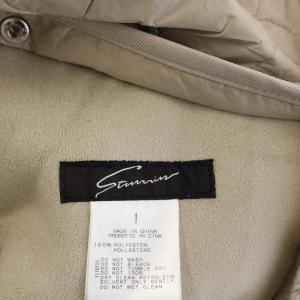 1
MADE IN CHINA
PRODOTTO IN CINA
100% POLYESTER
POLLESTERE
DO NOT WASH
DO NOT BLEACH
DO NOT TUMBLE DRY
DO NOT IRON
DRY CLEAN PETROLEUM
SOLVENT ONLY GENTLY
DO NOT WET CLEAN